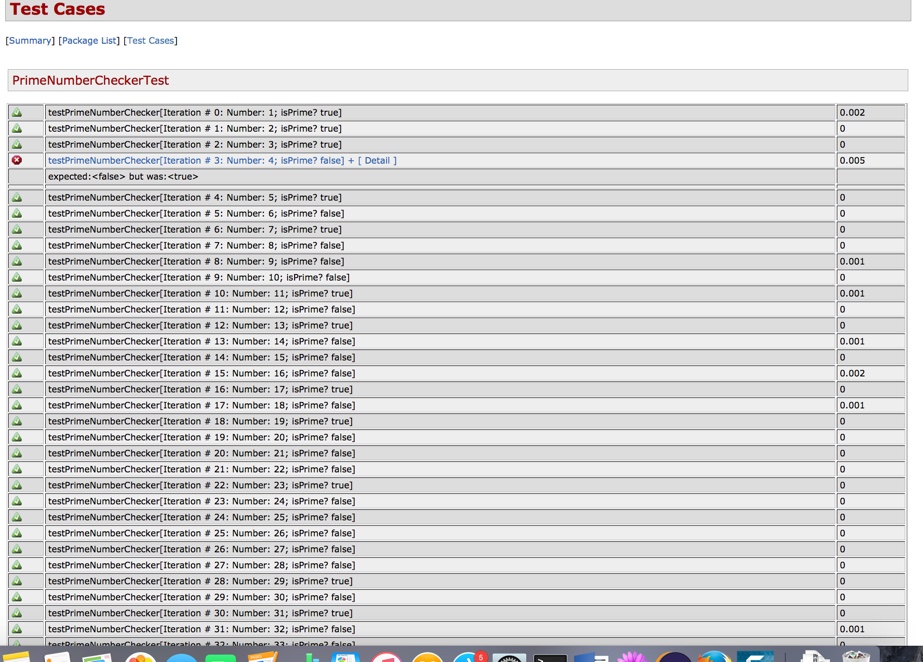 Test Cases
[Summary] [Package List] [Test Cases]
PrimeNumberCheckerTest
testPrimeNumberChecker[Iteration # 0: Number: 1; isPrime? true] 0.002
testPrimeNumberChecker[Iteration # 1: Number: 2; isPrime? true] 0
testPrimeNumberChecker[Iteration # 2: Number: 3; isPrime? true] 0
testPrimeNumberChecker[Iteration # 3: Number: 4; isPrime? false] + [ Detail ] 0.005
expected:<false> but was:<true>
testPrimeNumberChecker[Iteration # 4: Number: 5; isPrime? true] 0
testPrimeNumberChecker[Iteration # 5: Number: 6; isPrime? false] 0
testPrimeNumberChecker[Iteration # 6: Number: 7; isPrime? true] 0
testPrimeNumberChecker[Iteration # 7: Number: 8; isPrime? false] 0
testPrimeNumberChecker[Iteration # 8: Number: 9; isPrime? false] 0.001
testPrimeNumberChecker[Iteration # 9: Number: 10; isPrime? false] 0
testPrimeNumberChecker[Iteration # 10: Number: 11; isPrime? true] 0.001
testPrimeNumberChecker[Iteration # 11: Number: 12; isPrime? false] 0
testPrimeNumberChecker[Iteration # 12: Number: 13; isPrime? true] 0
testPrimeNumberChecker[Iteration # 13: Number: 14; isPrime? false] 0.001
testPrimeNumberChecker[Iteration # 14: Number: 15; isPrime? false] 0
testPrimeNumberChecker[Iteration # 15: Number: 16; isPrime? false] 0.002
testPrimeNumberChecker[Iteration # 16: Number: 17; isPrime? true] 0
testPrimeNumberChecker[Iteration # 17: Number: 18; isPrime? false] 0.001
testPrimeNumberChecker[Iteration # 18: Number: 19; isPrime? true] 0
testPrimeNumberChecker[Iteration # 19: Number: 20; isPrime? false] 0
testPrimeNumberChecker[Iteration # 20: Number: 21; isPrime? false] 0
testPrimeNumberChecker[Iteration # 21: Number: 22; isPrime? false] 0
testPrimeNumberChecker[Iteration # 22: Number: 23; isPrime? true] 0
testPrimeNumberChecker[Iteration # 23: Number: 24; isPrime? false] 0
testPrimeNumberChecker[Iteration # 24: Number: 25; isPrime? false] 0
testPrimeNumberChecker[Iteration # 25: Number: 26; isPrime? false] 0
testPrimeNumberChecker[Iteration # 26: Number: 27; isPrime? false] 0
testPrimeNumberChecker[Iteration # 27: Number: 28; isPrime? false] 0
testPrimeNumberChecker[Iteration # 28: Number: 29; isPrime? true] 0
testPrimeNumberChecker[Iteration # 29: Number: 30; isPrime? false] 0
testPrimeNumberChecker[Iteration # 30: Number: 31; isPrime? true] 0
testPrimeNumberChecker[Iteration # 31: Number: 32; isPrime? false] 0.001
testPrimeNumberChecker[Iteration # 32: Number: 33; isPrime? false] 0
5